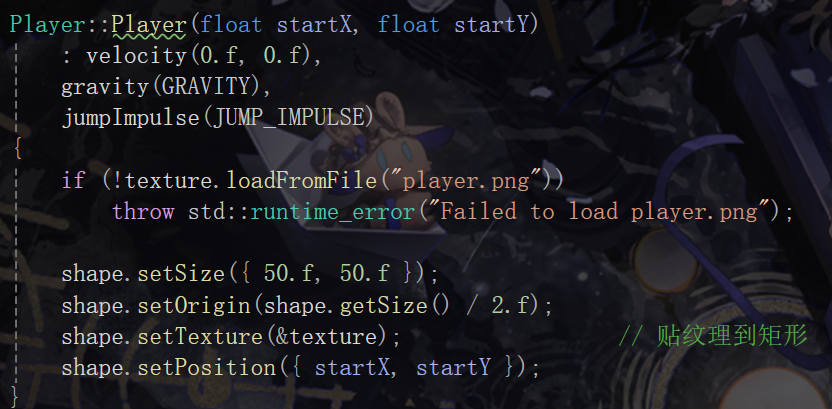 Player::Player(float startX, float startY)
: velocity(0.f, 0.f),
gravity(GRAVITY),
jumpImpulse(JUMP_IMPULSE)
{
if (!texture.loadFromFile("player.png"))
throw std::runtime_error("Failed to load player.png");
shape.setSize({ 50.f, 50.f });
shape.setOrigin(shape.getSize() / 2.f);
shape.setTexture(&texture); // 贴纹理到矩形
shape.setPosition({ startX, startY });
}